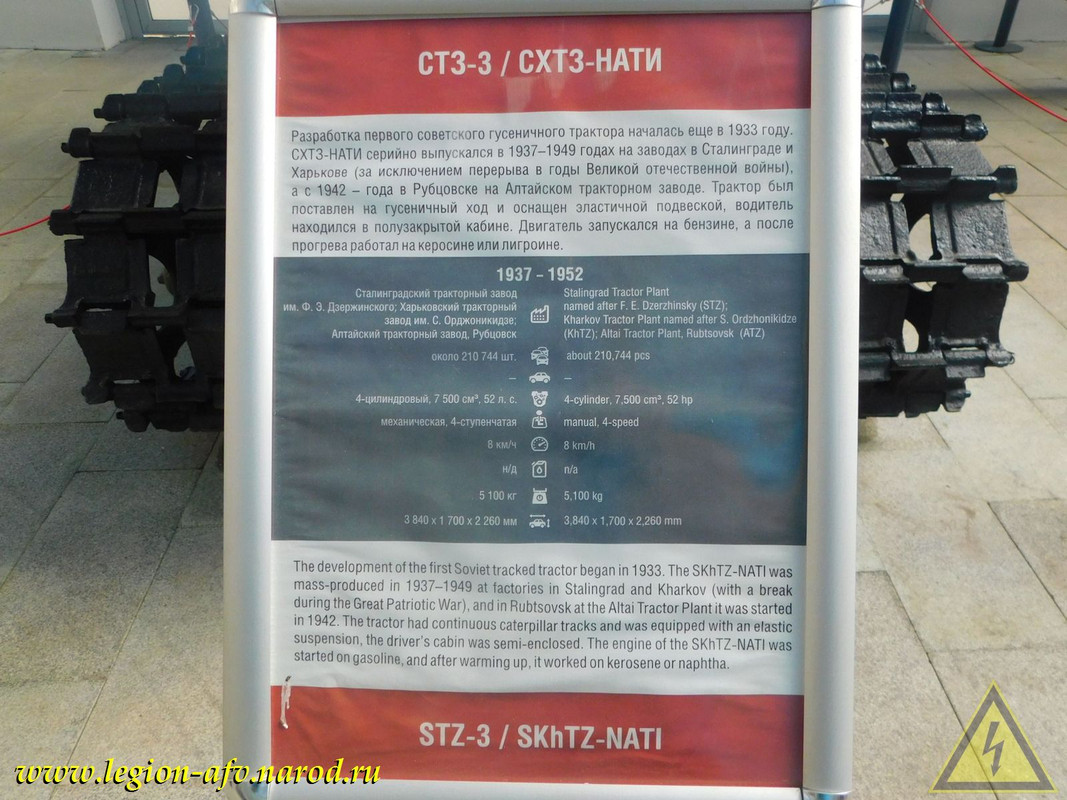 СТЗ-3 / СХТЗ-НАТИ
Разработка первого советского гусеничного трактора началась еще в 1933 году.
СХТЗ-НАТИ серийно выпускался в 1937–1949 годах на заводах в Сталинграде и
Харькове (за исключением перерыва в годы Великой отечественной войны),
а с 1942 – года в Рубцовске на Алтайском тракторном заводе. Трактор был
поставлен на гусеничный ход и оснащен эластичной подвеской, водитель
находился в полузакрытой кабине. Двигатель запускался на бензине, а после
прогрева работал на керосине или лигроине.
1937 – 1952
Сталинградский тракторный завод
им. Ф. Э. Дзержинского; Харьковский тракторный
завод им. С. Орджоникидзе;
Алтайский тракторный завод, Рубцовск
Stalingrad Tractor Plant
named after F. E. Dzerzhinsky (STZ);
Kharkov Tractor Plant named after S. Ordzhonikidze
(KhTZ); Altai Tractor Plant, Rubtsovsk (ATZ)
около 210 744 шт. about 210,744 pcs
– –
4-цилиндровый, 7 500 см³, 52 л. с. 4-cylinder, 7,500 cm³, 52 hp
механическая, 4-ступенчатая manual, 4-speed
8 км/ч 8 km/h
н/д n/a
5 100 кг 5,100 kg
3 840 x 1 700 x 2 260 мм 3,840 x 1,700 x 2,260 mm
The development of the first Soviet tracked tractor began in 1933. The SKhTZ-NATI was
mass-produced in 1937–1949 at factories in Stalingrad and Kharkov (with a break
during the Great Patriotic War), and in Rubtsovsk at the Altai Tractor Plant it was started
in 1942. The tractor had continuous caterpillar tracks and was equipped with an elastic
suspension, the driver's cabin was semi-enclosed. The engine of the SKhTZ-NATI was
started on gasoline, and after warming up, it worked on kerosene or naphtha.
STZ-3 / SKhTZ-NATI
www.legion-afv.narod.ru